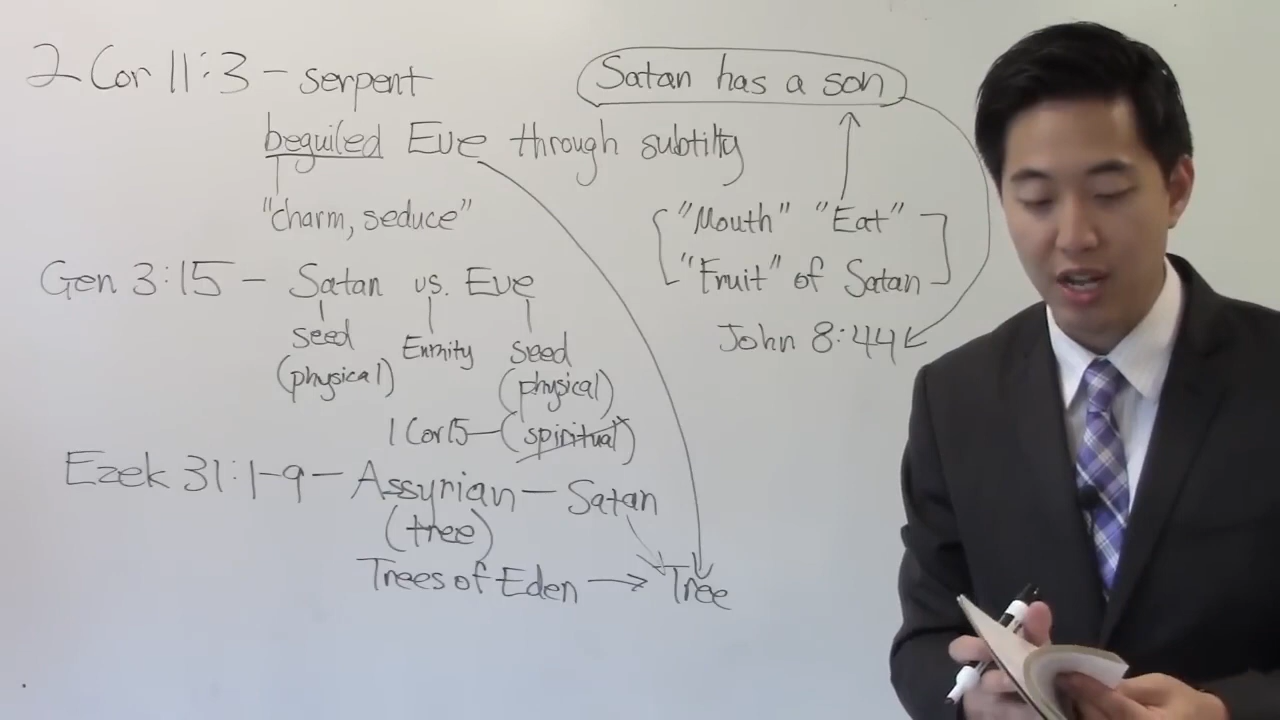 2 Cor 11:3 - serpent
beguiled Eve through subtilty
"charm, seduce"
Gen 3:15 - Satan vs. Eve
seed Enmity seed
(physical) (physical)
1 Cor 15 - (spiritual)
Ezek 31:1-9 - Assyrian - Satan
(tree)
Trees of Eden → Tree
Satan has a son
"Mouth" "Eat"
"Fruit" of Satan
John 8:44